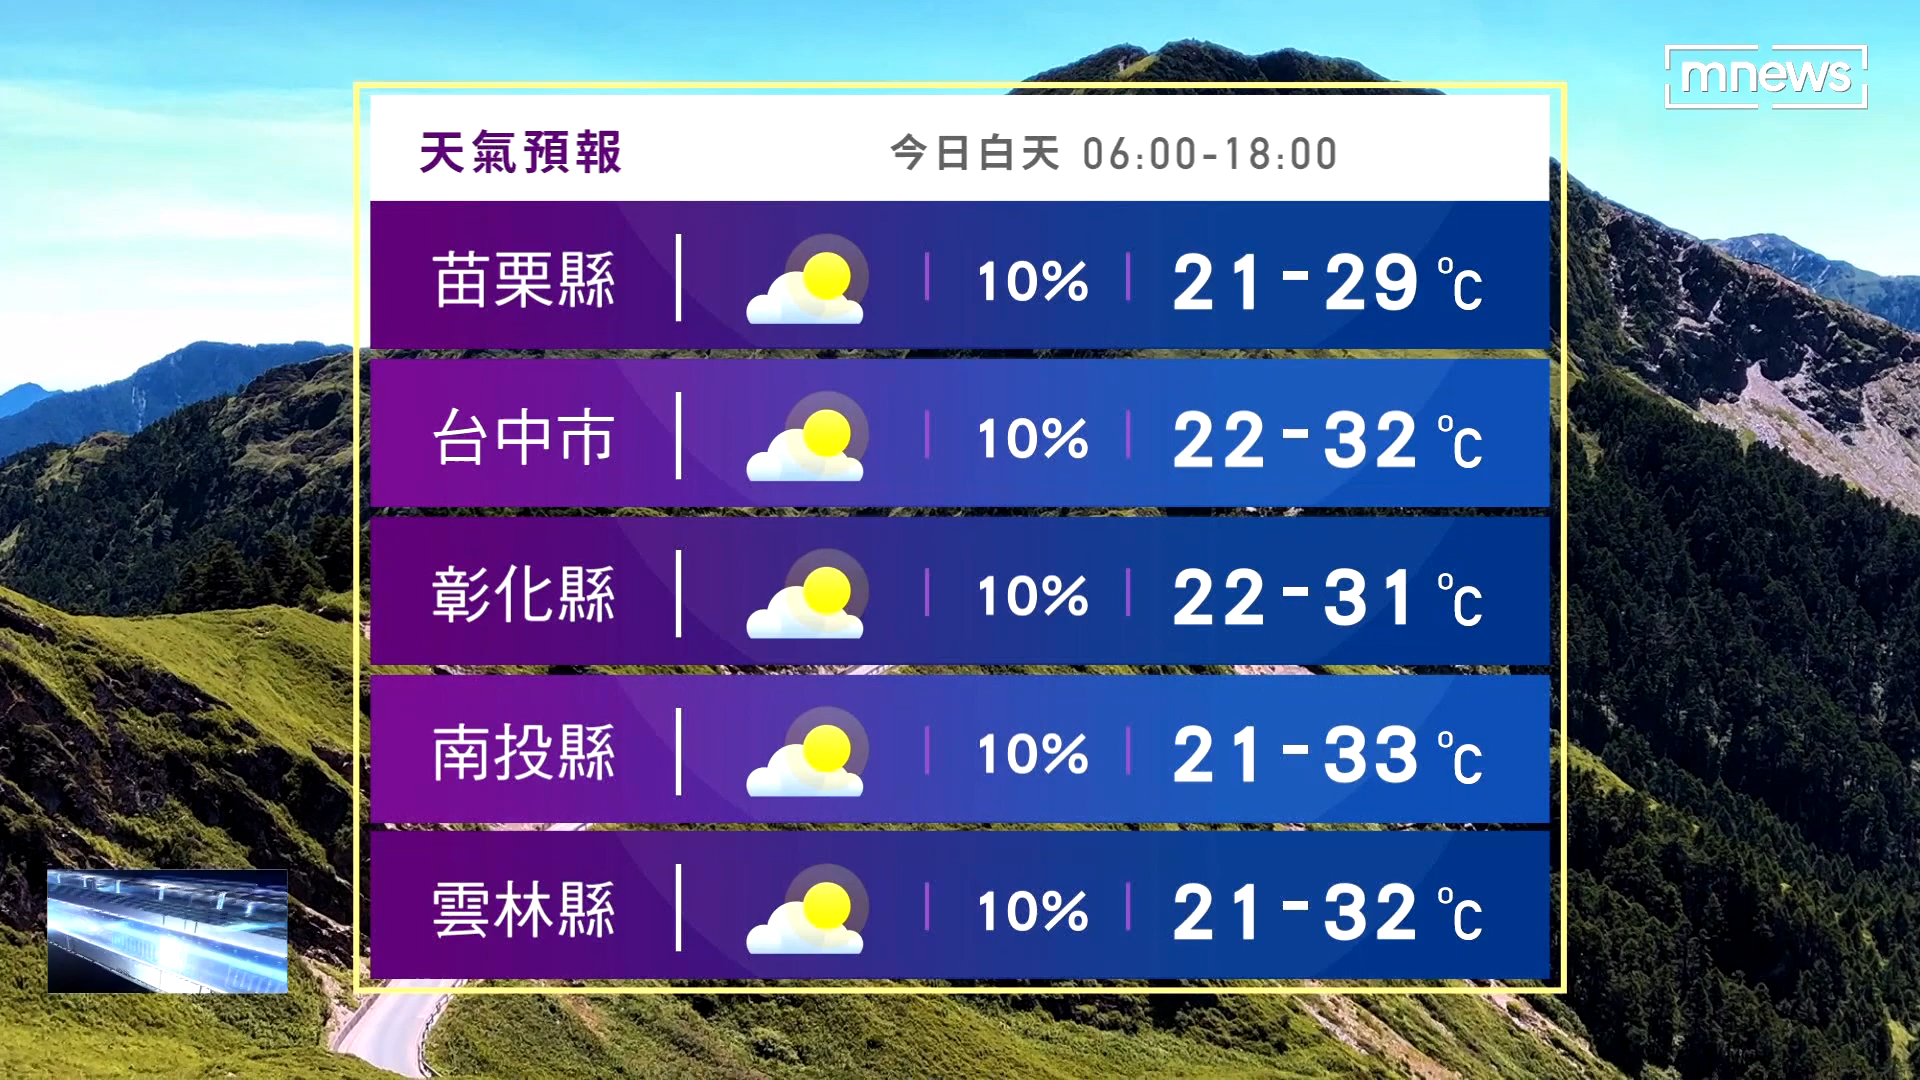 mnews
天氣預報 今日白天 06:00-18:00
苗栗縣 10% 21-29 °C
台中市 10% 22-32 °C
彰化縣 10% 22-31 °C
南投縣 10% 21-33 °C
雲林縣 10% 21-32 °C